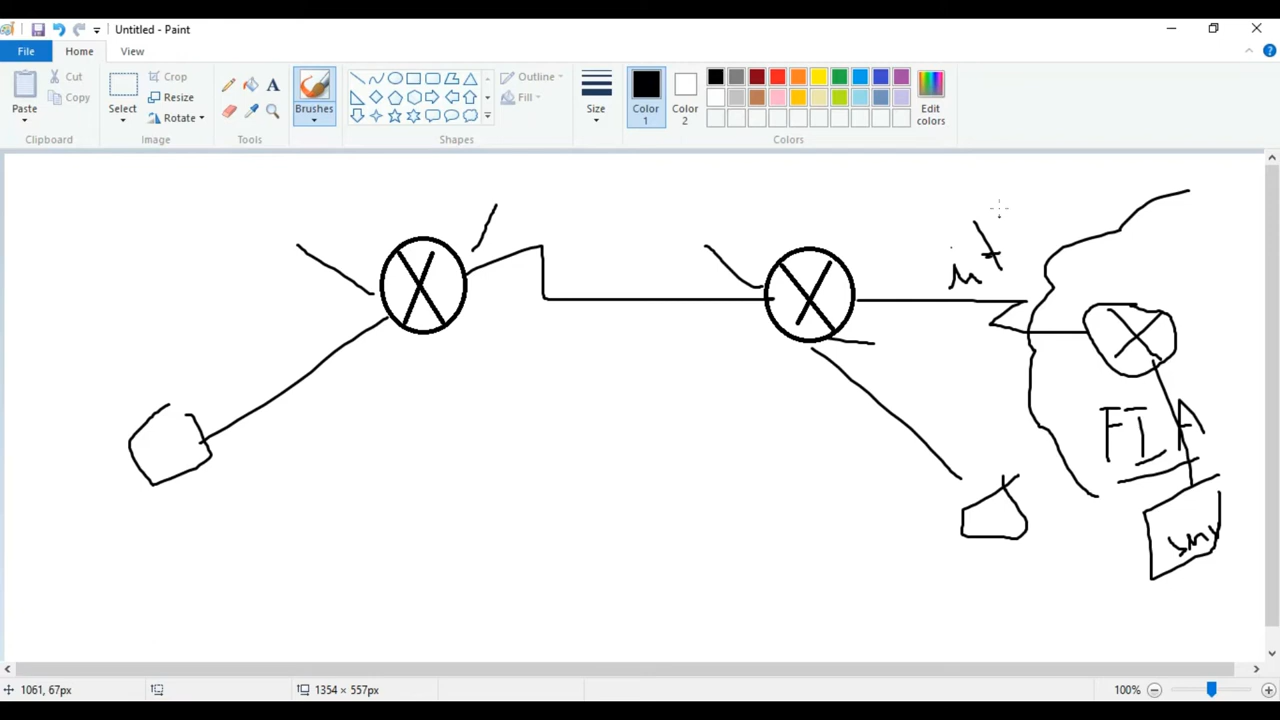 Untitled - Paint
File
Home
View
Paste
Cut
Copy
Clipboard
Select
Crop
Resize
Rotate
Image
Tools
Brushes
Outline
Fill
Shapes
Size
Color
1
Color
2
Edit
colors
Colors
int
1061, 67px
1354 × 557px
100%